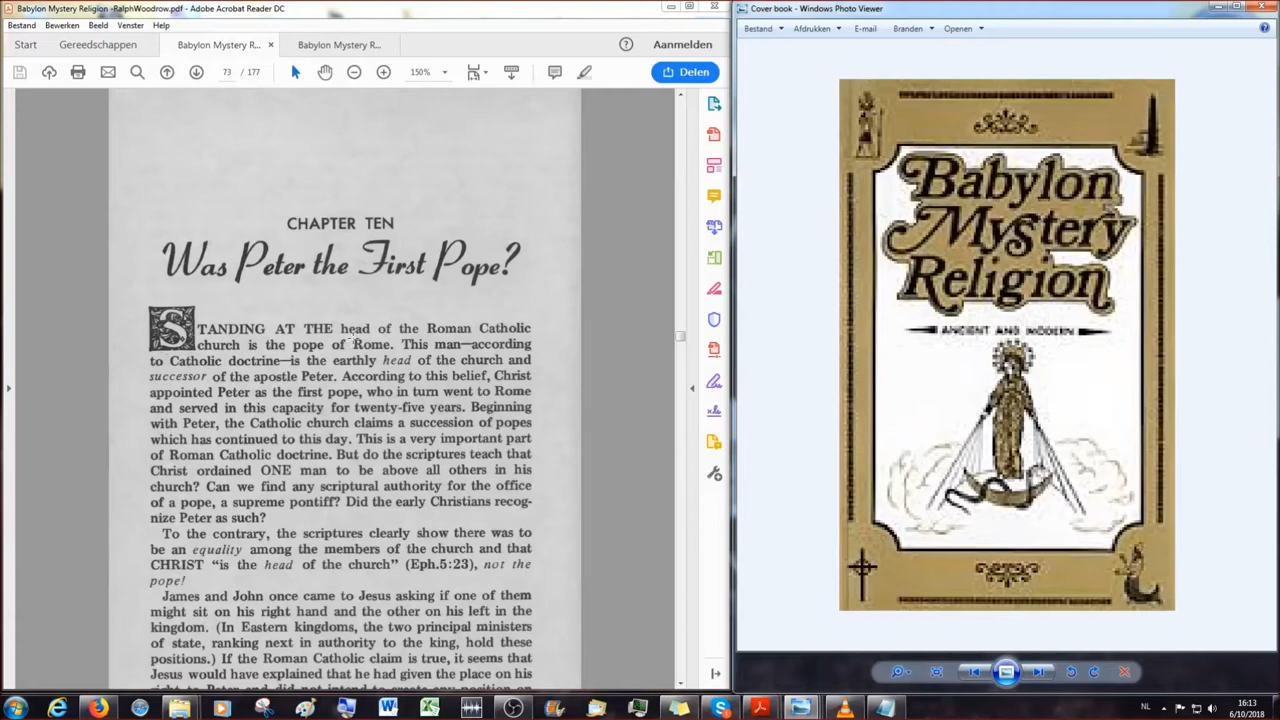 Babylon Mystery Religion -RalphWoodrow.pdf - Adobe Acrobat Reader DC
Bestand Bewerken Beeld Venster Help
Start Gereedschappen Babylon Mystery R... × Babylon Mystery R... Aanmelden
73 / 177 150% Delen
CHAPTER TEN
Was Peter the First Pope?
STANDING AT THE head of the Roman Catholic
church is the pope of Rome. This man—according
to Catholic doctrine—is the earthly head of the church and
successor of the apostle Peter. According to this belief, Christ
appointed Peter as the first pope, who in turn went to Rome
and served in this capacity for twenty-five years. Beginning
with Peter, the Catholic church claims a succession of popes
which has continued to this day. This is a very important part
of Roman Catholic doctrine. But do the scriptures teach that
Christ ordained ONE man to be above all others in his
church? Can we find any scriptural authority for the office
of a pope, a supreme pontiff? Did the early Christians recog-
nize Peter as such?
To the contrary, the scriptures clearly show there was to
be an equality among the members of the church and that
CHRIST "is the head of the church" (Eph.5:23), not the
pope!
James and John once came to Jesus asking if one of them
might sit on his right hand and the other on his left in the
kingdom. (In Eastern kingdoms, the two principal ministers
of state, ranking next in authority to the king, hold these
positions.) If the Roman Catholic claim is true, it seems that
Jesus would have explained that he had given the place on his
right to Peter and did not intend to create any position on
Cover book - Windows Photo Viewer
Bestand Afdrukken E-mail Branden Openen
Babylon
Mystery
Religion
ANCIENT AND MODERN
NL 16:13
6/10/2018